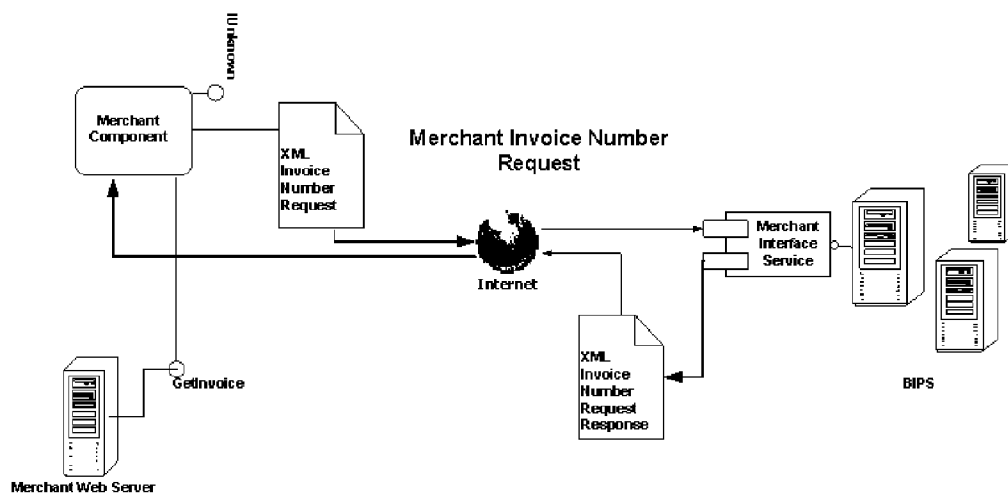 IUnknown
Merchant
Component
XML
Invoice
Number
Request
Merchant Invoice Number
Request
Merchant
Interface
Service
Internet
XML
Invoice
Number
Request
Response
GetInvoice
BIPS
Merchant Web Server